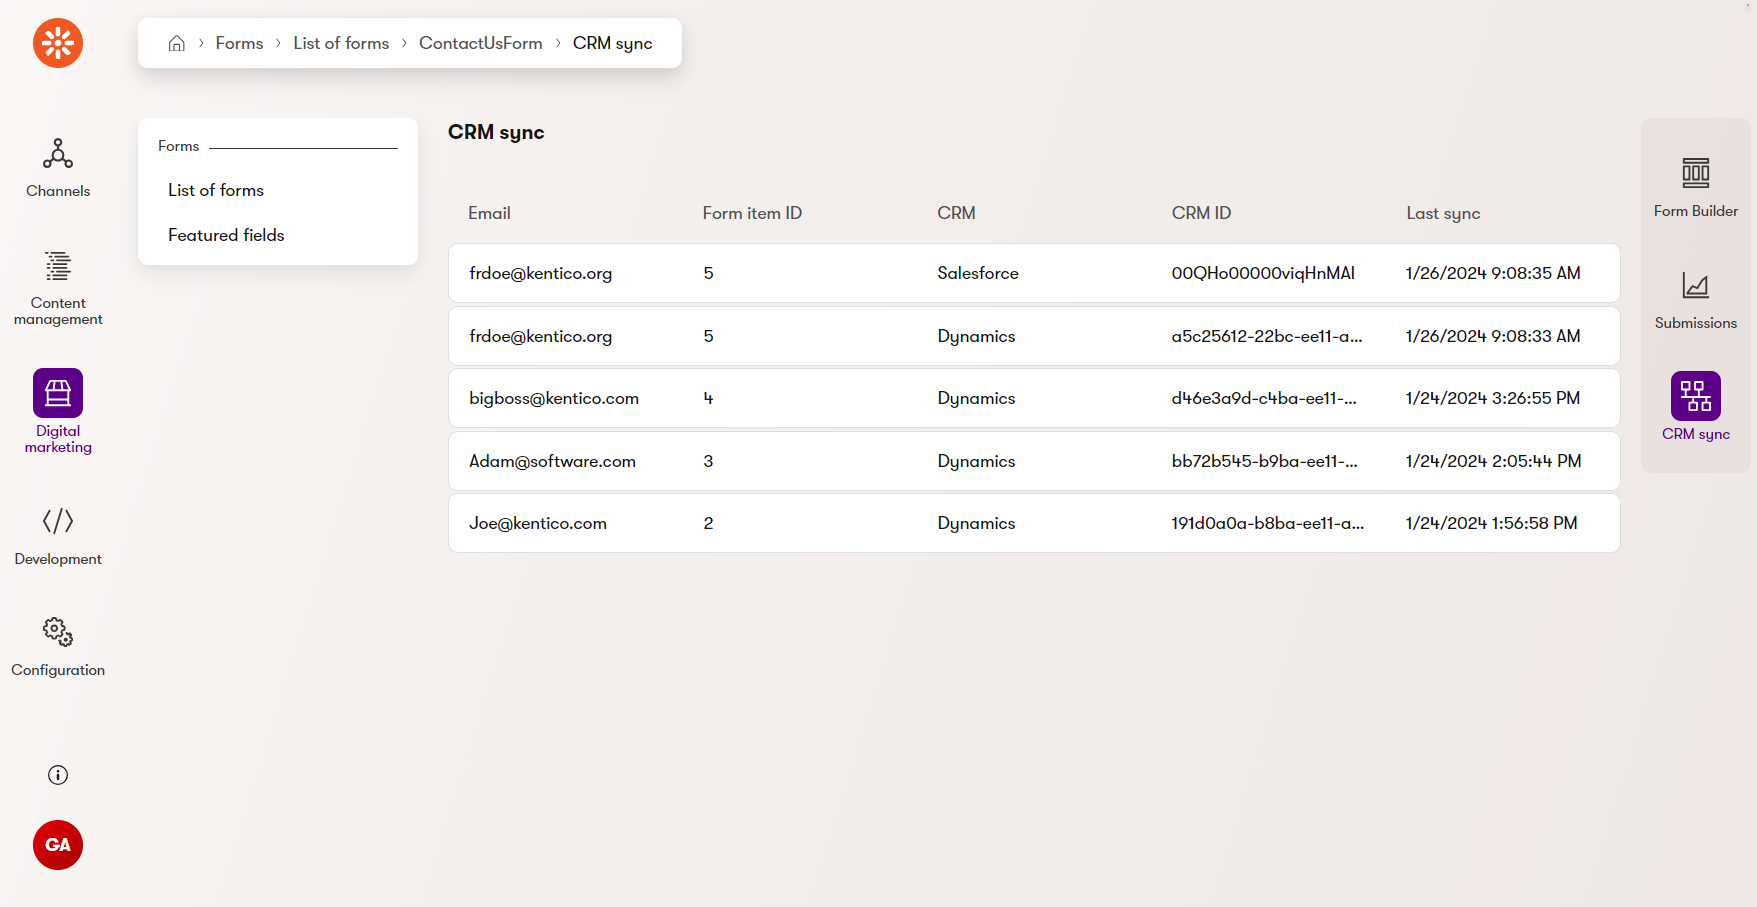 Forms › List of forms › ContactUsForm › CRM sync
Channels
Content
management
Digital
marketing
Development
Configuration
GA
Forms
List of forms
Featured fields
CRM sync
Email Form item ID CRM CRM ID Last sync
frdoe@kentico.org 5 Salesforce 00QHo00000viqHnMAI 1/26/2024 9:08:35 AM
frdoe@kentico.org 5 Dynamics a5c25612-22bc-ee11-a... 1/26/2024 9:08:33 AM
bigboss@kentico.com 4 Dynamics d46e3a9d-c4ba-ee11-... 1/24/2024 3:26:55 PM
Adam@software.com 3 Dynamics bb72b545-b9ba-ee11-... 1/24/2024 2:05:44 PM
Joe@kentico.com 2 Dynamics 191d0a0a-b8ba-ee11-a... 1/24/2024 1:56:58 PM
Form Builder
Submissions
CRM sync